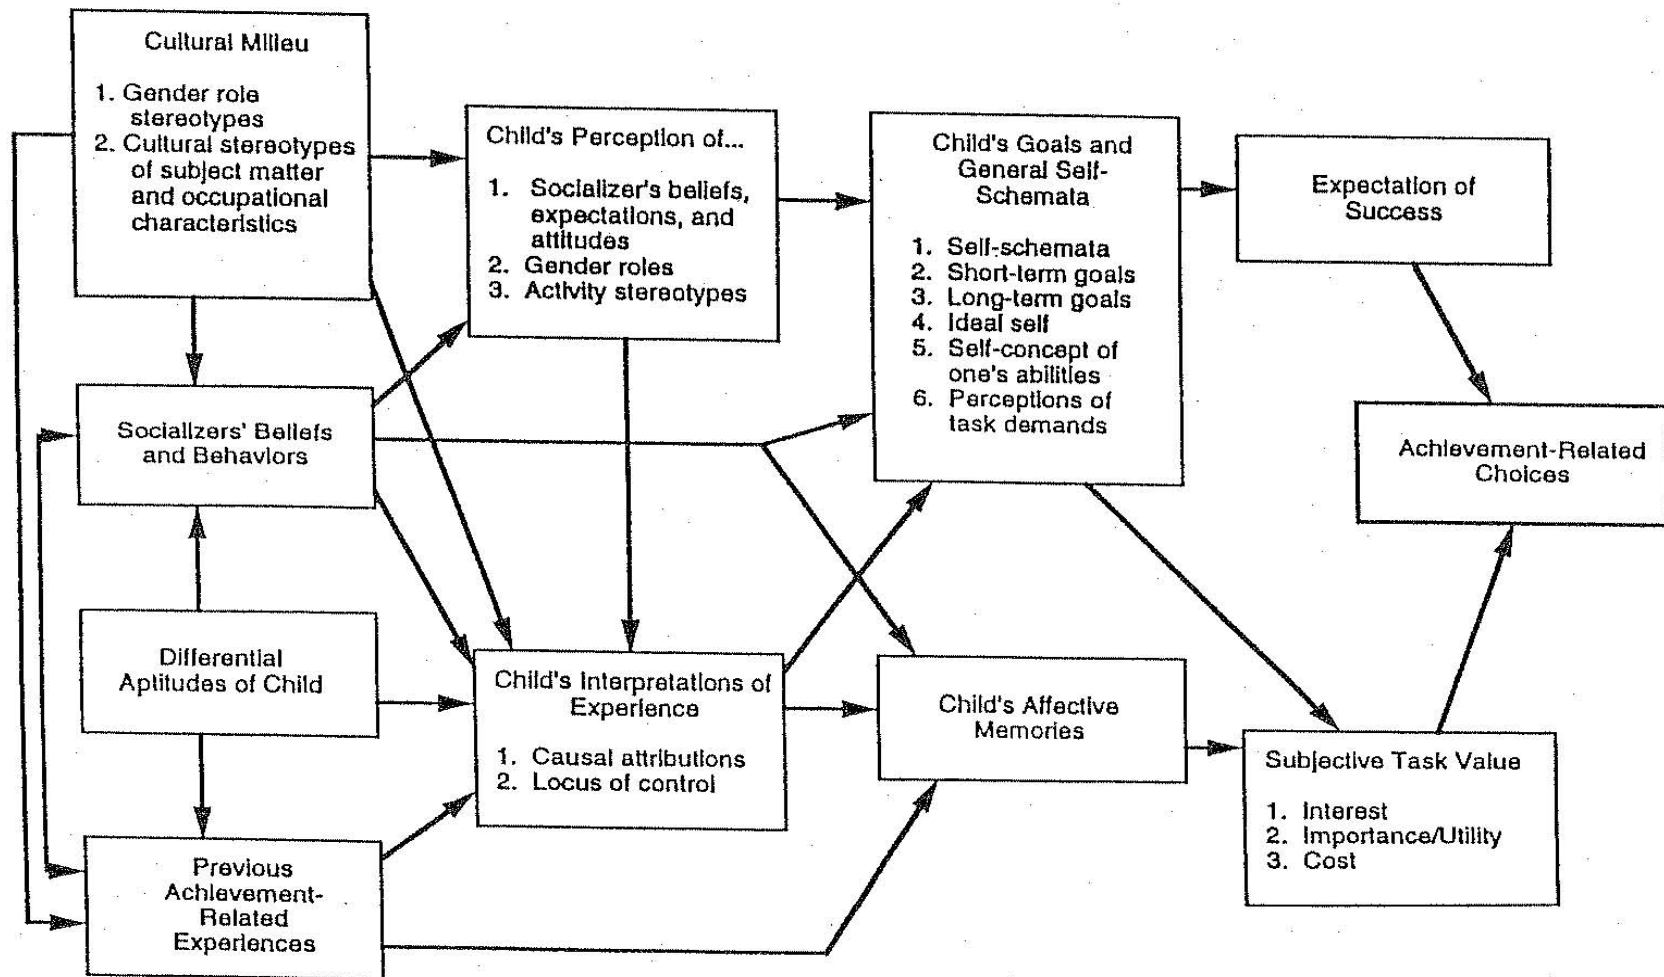 Cultural Milieu
1. Gender role
stereotypes
2. Cultural stereotypes
of subject matter
and occupational
characteristics
Child's Perception of...
1. Socializer's beliefs,
expectations, and
attitudes
2. Gender roles
3. Activity stereotypes
Child's Goals and
General Self-
Schemata
1. Self-schemata
2. Short-term goals
3. Long-term goals
4. Ideal self
5. Self-concept of
one's abilities
6. Perceptions of
task demands
Expectation of
Success
Socializers' Beliefs
and Behaviors
Achievement-Related
Choices
Differential
Aptitudes of Child
Child's Interpretations of
Experience
1. Causal attributions
2. Locus of control
Child's Affective
Memories
Subjective Task Value
1. Interest
2. Importance/Utility
3. Cost
Previous
Achievement-
Related
Experiences